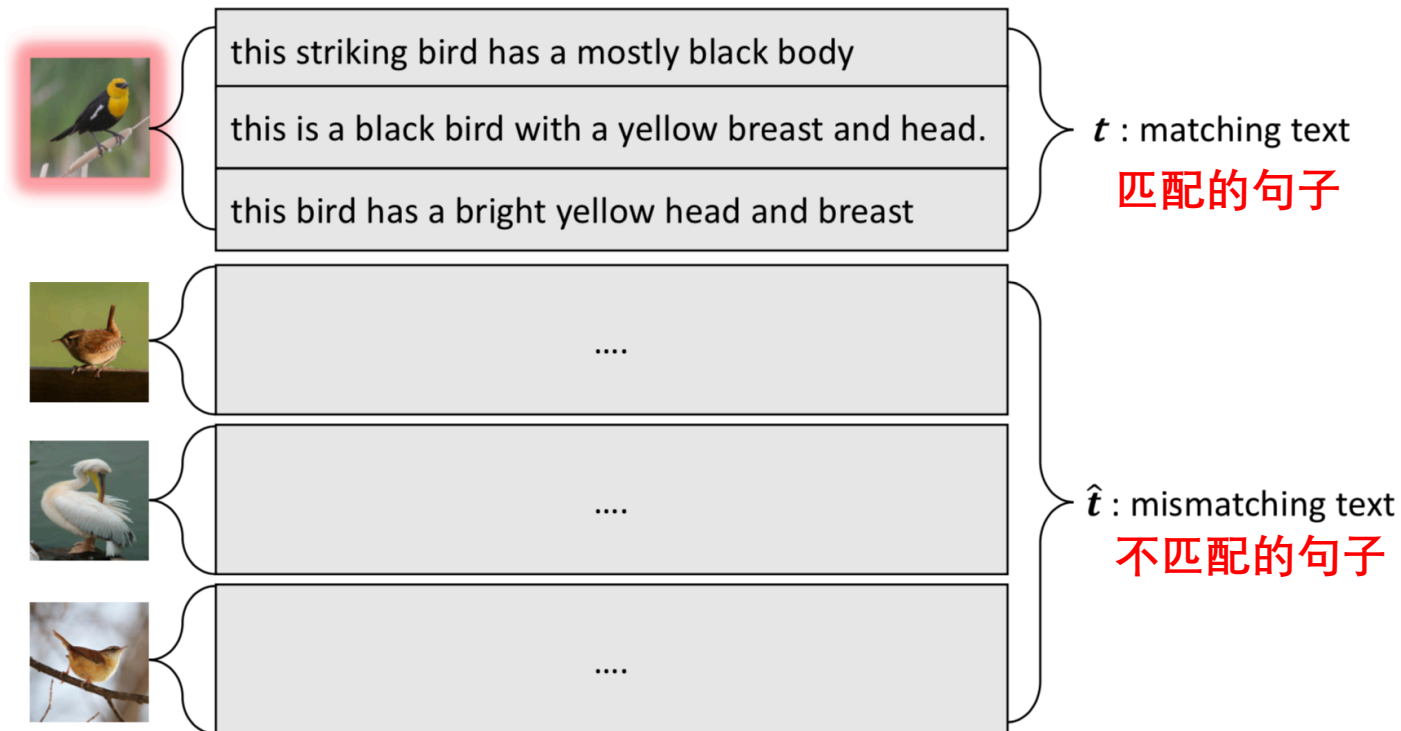 this striking bird has a mostly black body
this is a black bird with a yellow breast and head.
this bird has a bright yellow head and breast
t : matching text
匹配的句子
....
....
....
t̂ : mismatching text
不匹配的句子